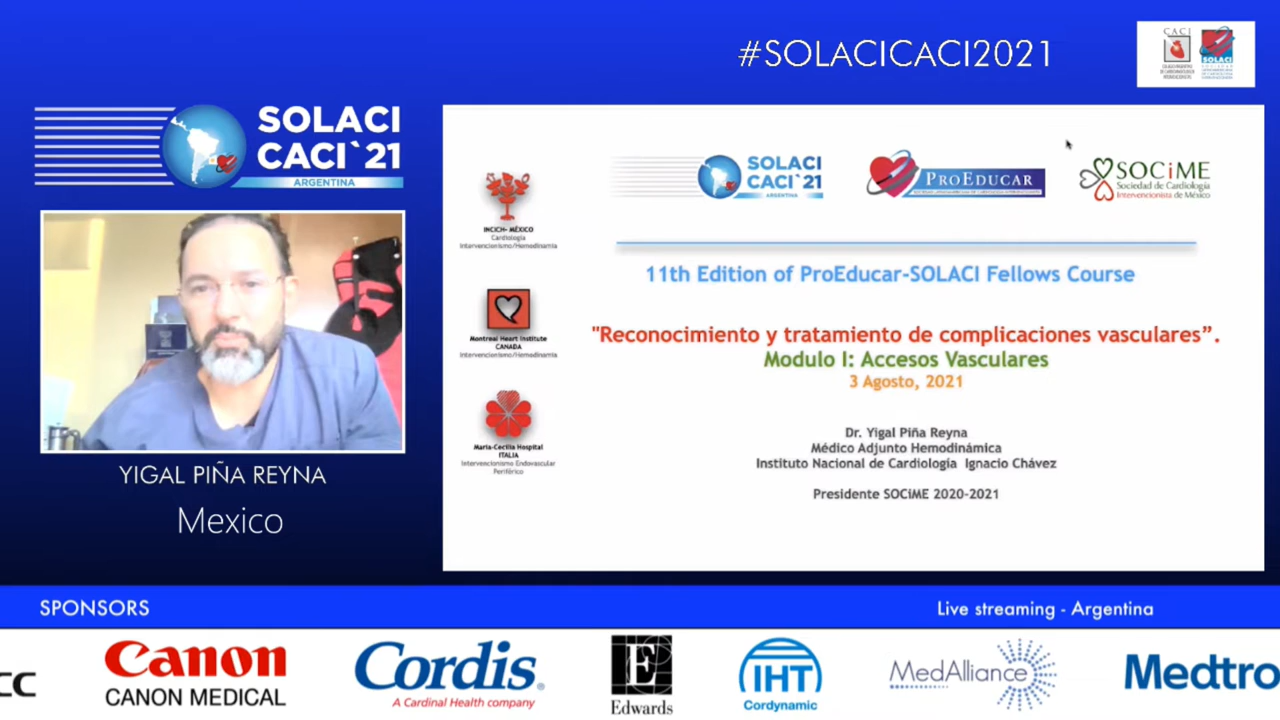 #SOLACICACI2021
CACI
SOLACI
SOLACI
CACI`21
ARGENTINA
YIGAL PIÑA REYNA
Mexico
INCICH- MÉXICO
Cardiología
Intervencionismo/Hemodinamia
Montreal Heart Institute
CANADA
Intervencionismo/Hemodinamia
Maria-Cecilia Hospital
ITALIA
Intervencionismo Endovascular
Periférico
SOLACI
CACI`21
ARGENTINA
PROEDUCAR
SOCiME
Sociedad de Cardiología
Intervencionista de México
11th Edition of ProEducar-SOLACI Fellows Course
"Reconocimiento y tratamiento de complicaciones vasculares”.
Modulo I: Accesos Vasculares
3 Agosto, 2021
Dr. Yigal Piña Reyna
Médico Adjunto Hemodinámica
Instituto Nacional de Cardiología Ignacio Chávez
Presidente SOCiME 2020-2021
SPONSORS
Live streaming - Argentina
CC
Canon
CANON MEDICAL
Cordis®
A Cardinal Health company
E
Edwards
IHT
Cordynamic
MedAlliance
Medtro